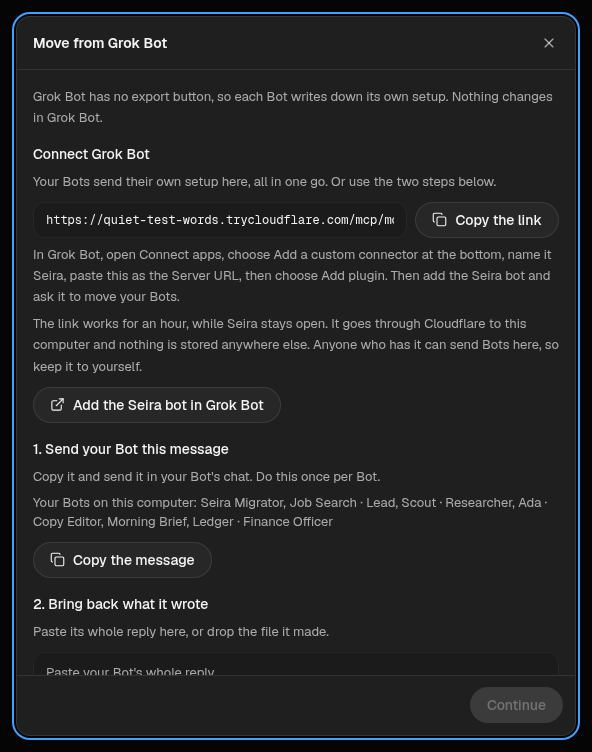 Move from Grok Bot
Grok Bot has no export button, so each Bot writes down its own setup. Nothing changes
in Grok Bot.
Connect Grok Bot
Your Bots send their own setup here, all in one go. Or use the two steps below.
https://quiet-test-words.trycloudflare.com/mcp/mo
Copy the link
In Grok Bot, open Connect apps, choose Add a custom connector at the bottom, name it
Seira, paste this as the Server URL, then choose Add plugin. Then add the Seira bot and
ask it to move your Bots.
The link works for an hour, while Seira stays open. It goes through Cloudflare to this
computer and nothing is stored anywhere else. Anyone who has it can send Bots here, so
keep it to yourself.
Add the Seira bot in Grok Bot
1. Send your Bot this message
Copy it and send it in your Bot's chat. Do this once per Bot.
Your Bots on this computer: Seira Migrator, Job Search · Lead, Scout · Researcher, Ada ·
Copy Editor, Morning Brief, Ledger · Finance Officer
Copy the message
2. Bring back what it wrote
Paste its whole reply here, or drop the file it made.
Paste your Bot's whole reply
Continue